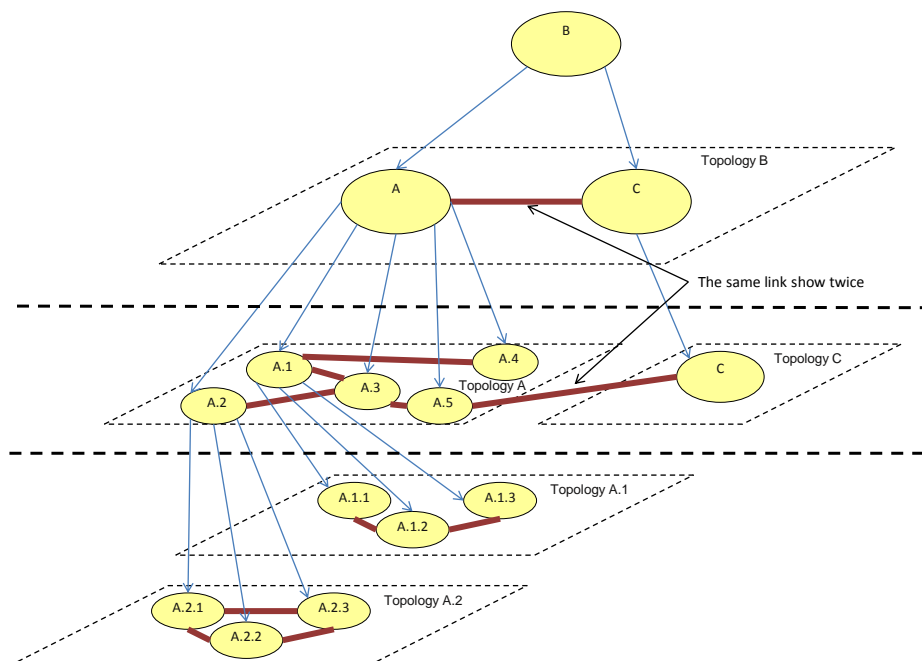 B
Topology B
A
C
The same link show twice
A.1
A.4
Topology C
A.3
Topology A
C
A.2
A.5
A.1.1
A.1.3
Topology A.1
A.1.2
A.2.1
A.2.3
Topology A.2
A.2.2